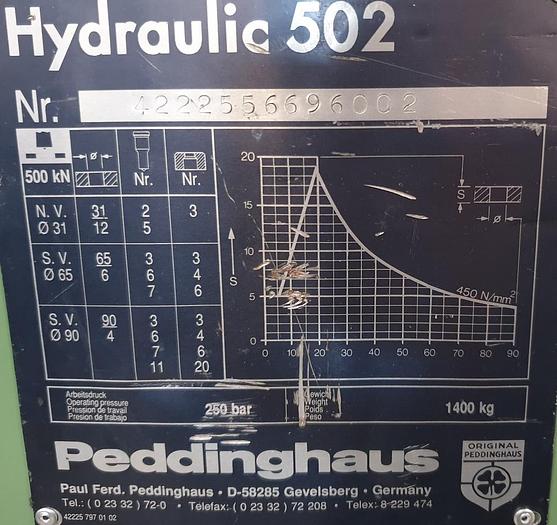 Hydraulic 502
Nr. 4222556696002
500 kN ø Nr. Nr.
N. V. 31 2 3
Ø 31 12 5
S. V. 65 3 3
Ø 65 6 6 4
7 6
S. V. 90 3 3
Ø 90 4 6 4
7 6
11 20
20
15
10
5
0
S
0 10 20 30 40 50 60 70 80 90
450 N/mm²
S
ø
Arbeitsdruck
Operating pressure
Pression de travail
Presion de trabajo
250 bar
Gewicht
Weight
Poids
Peso
1400 kg
Peddinghaus
ORIGINAL
PEDDINGHAUS
Paul Ferd. Peddinghaus • D-58285 Gevelsberg • Germany
Tel.: ( 0 23 32 ) 72-0 • Telefax: ( 0 23 32 ) 72 208 • Telex: 8 229 474
42225 797 01 02